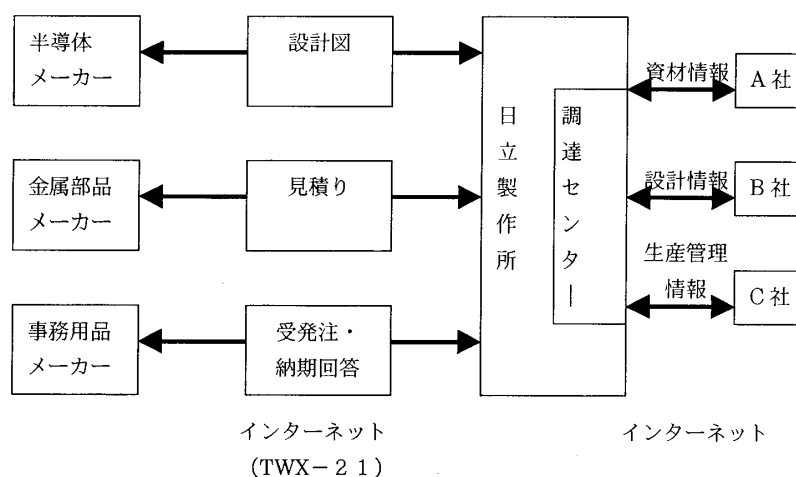 半導体
メーカー
設計図
資材情報
A社
金属部品
メーカー
見積り
日立製作所
調達センター
設計情報
B社
生産管理
情報
C社
事務用品
メーカー
受発注・
納期回答
インターネット
(TWX－２１)
インターネット